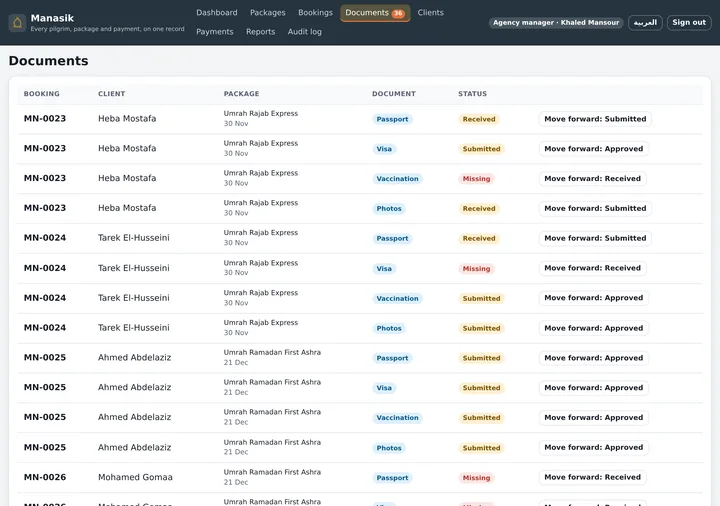 Manasik
Every pilgrim, package and payment, on one record
Dashboard Packages Bookings Documents 36 Clients
Payments Reports Audit log
Agency manager · Khaled Mansour العربية Sign out
Documents
BOOKING CLIENT PACKAGE DOCUMENT STATUS
MN-0023 Heba Mostafa Umrah Rajab Express 30 Nov Passport Received Move forward: Submitted
MN-0023 Heba Mostafa Umrah Rajab Express 30 Nov Visa Submitted Move forward: Approved
MN-0023 Heba Mostafa Umrah Rajab Express 30 Nov Vaccination Missing Move forward: Received
MN-0023 Heba Mostafa Umrah Rajab Express 30 Nov Photos Received Move forward: Submitted
MN-0024 Tarek El-Husseini Umrah Rajab Express 30 Nov Passport Received Move forward: Submitted
MN-0024 Tarek El-Husseini Umrah Rajab Express 30 Nov Visa Missing Move forward: Received
MN-0024 Tarek El-Husseini Umrah Rajab Express 30 Nov Vaccination Submitted Move forward: Approved
MN-0024 Tarek El-Husseini Umrah Rajab Express 30 Nov Photos Submitted Move forward: Approved
MN-0025 Ahmed Abdelaziz Umrah Ramadan First Ashra 21 Dec Passport Submitted Move forward: Approved
MN-0025 Ahmed Abdelaziz Umrah Ramadan First Ashra 21 Dec Visa Submitted Move forward: Approved
MN-0025 Ahmed Abdelaziz Umrah Ramadan First Ashra 21 Dec Vaccination Submitted Move forward: Approved
MN-0025 Ahmed Abdelaziz Umrah Ramadan First Ashra 21 Dec Photos Submitted Move forward: Approved
MN-0026 Mohamed Gomaa Umrah Ramadan First Ashra 21 Dec Passport Missing Move forward: Received
Umrah Ramadan First Ashra